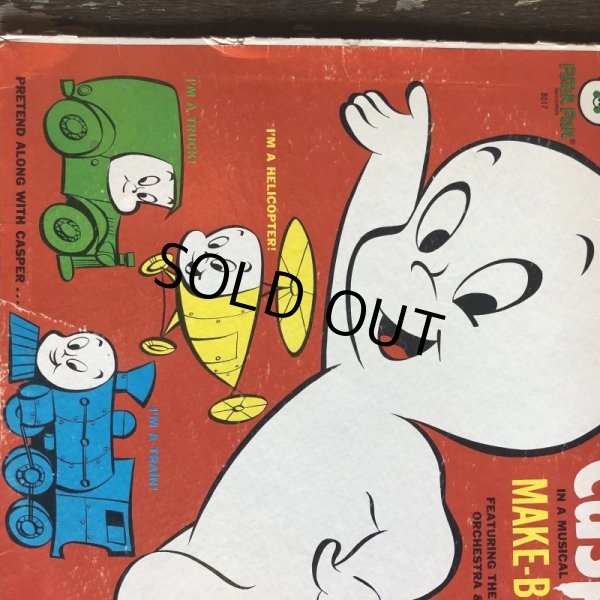 PETER PAN®
RECORDS
8017
Casp
IN A MUSICAL
MAKE-B
FEATURING THE
ORCHESTRA &
I'M A TRUCK!
I'M A HELICOPTER!
I'M A TRAIN!
PRETEND ALONG WITH CASPER...
SOLD OUT